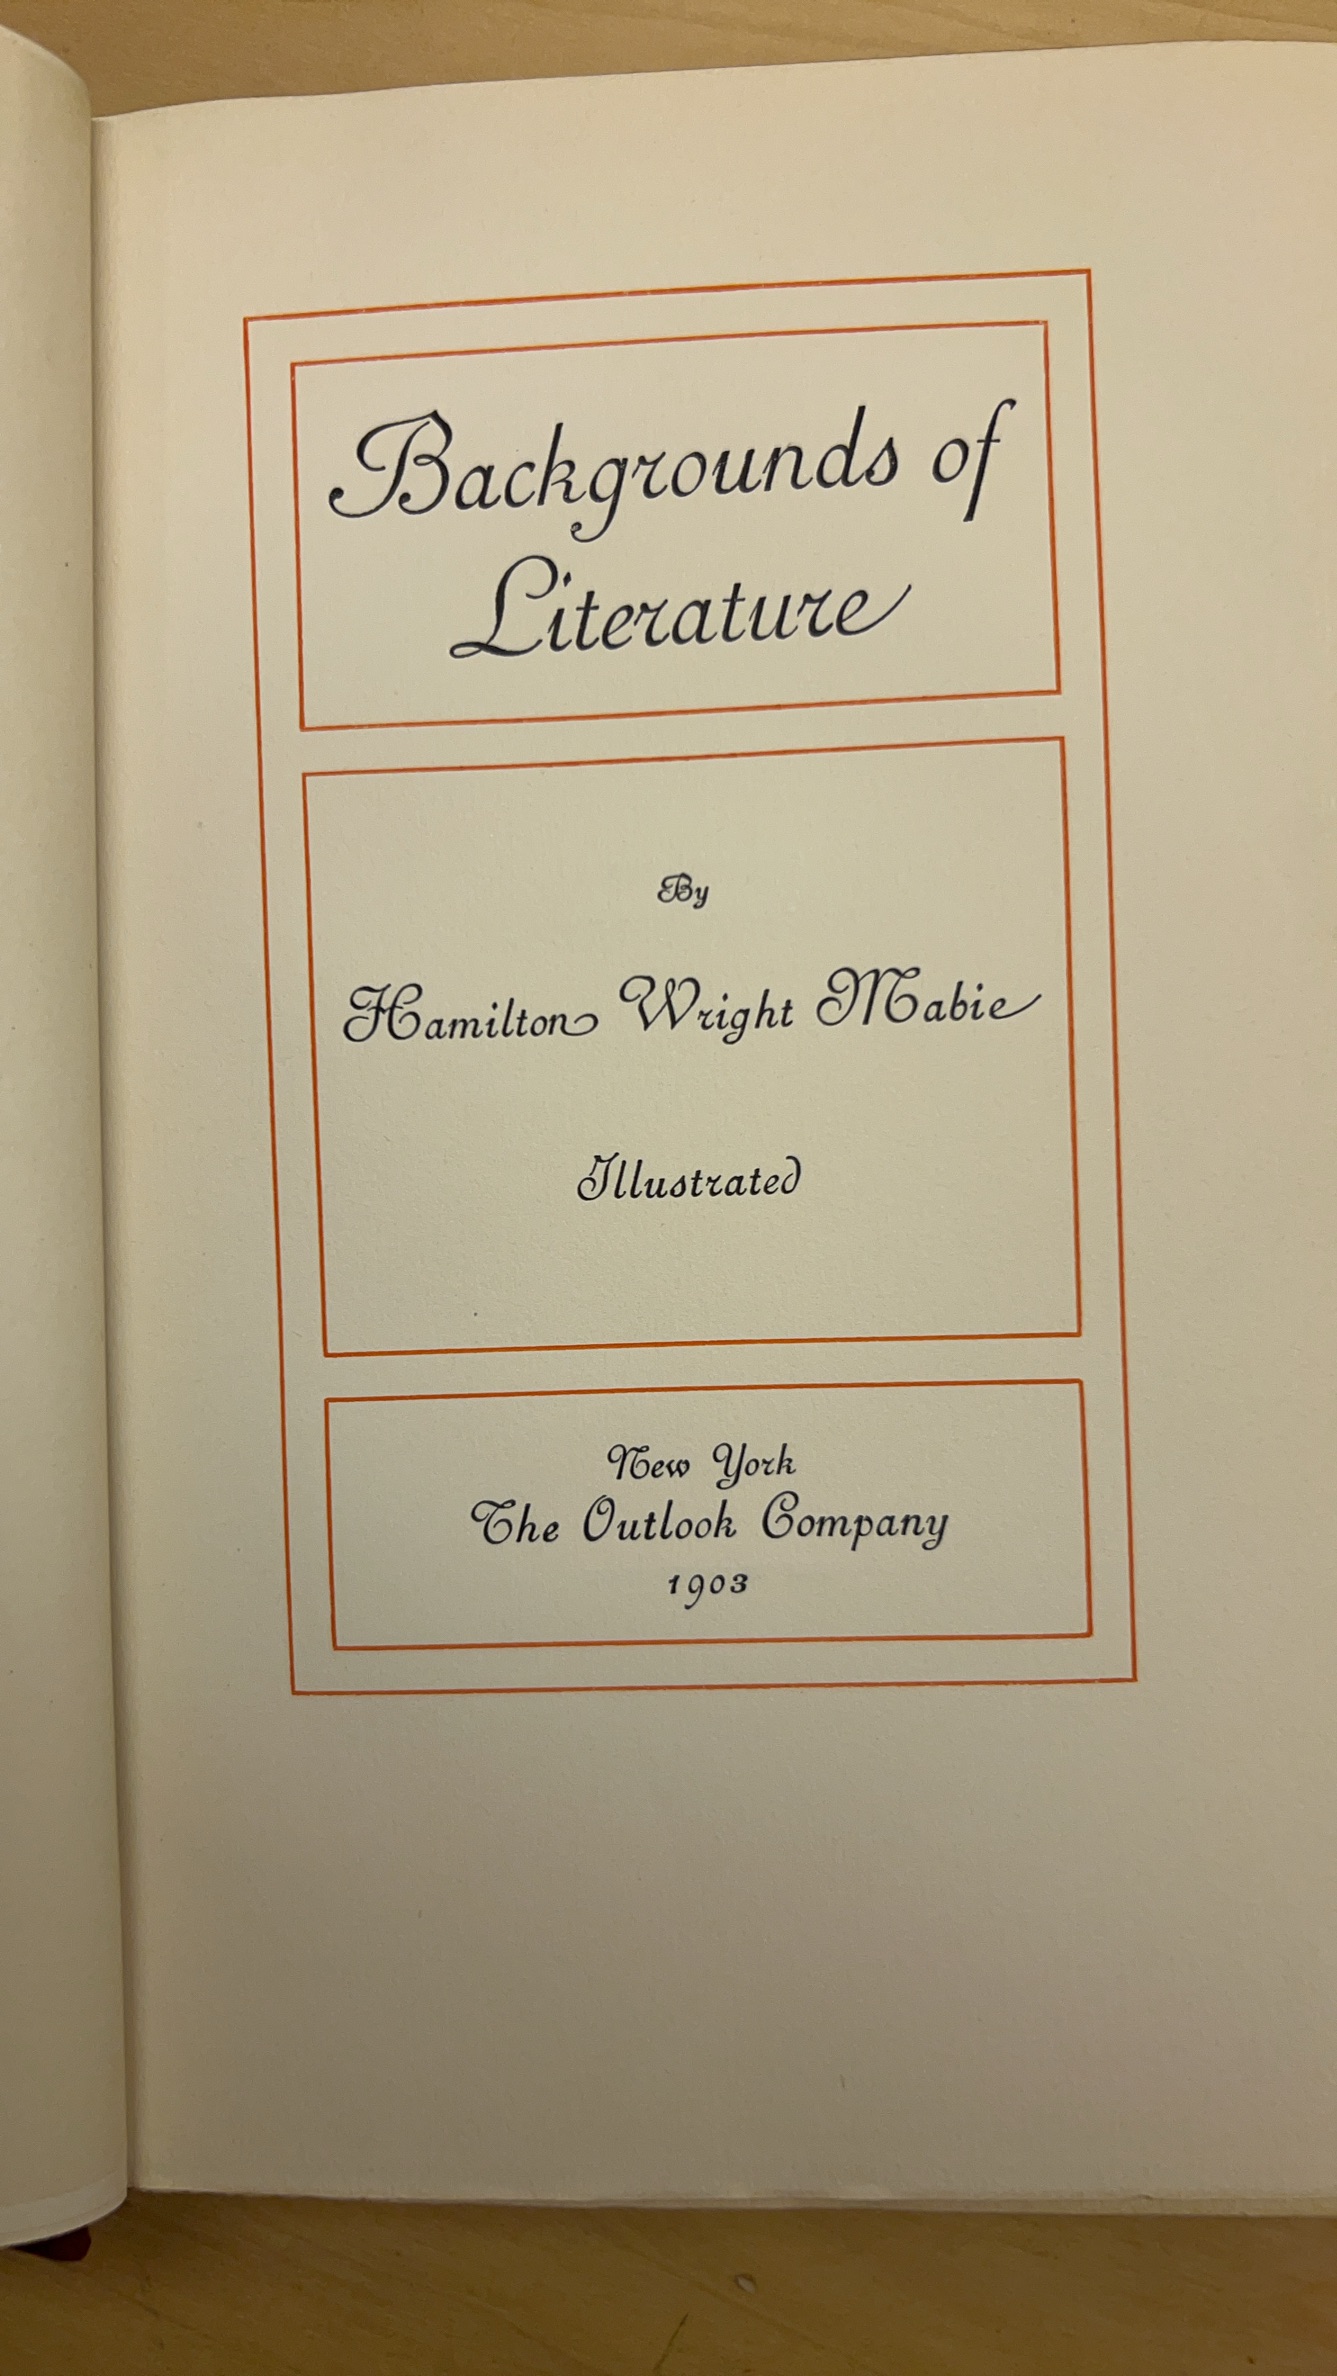 Backgrounds of
Literature
By
Hamilton Wright Mabie
Illustrated
New York
The Outlook Company
1903